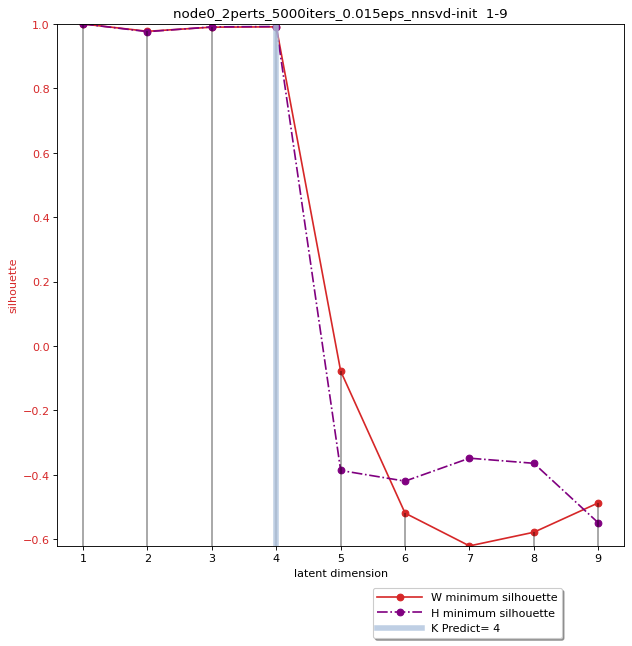 node0_2perts_5000iters_0.015eps_nnsvd-init  1-9
1.0
0.8
0.6
0.4
0.2
0.0
−0.2
−0.4
−0.6
silhouette
1 2 3 4 5 6 7 8 9
latent dimension
W minimum silhouette
H minimum silhouette
K Predict= 4